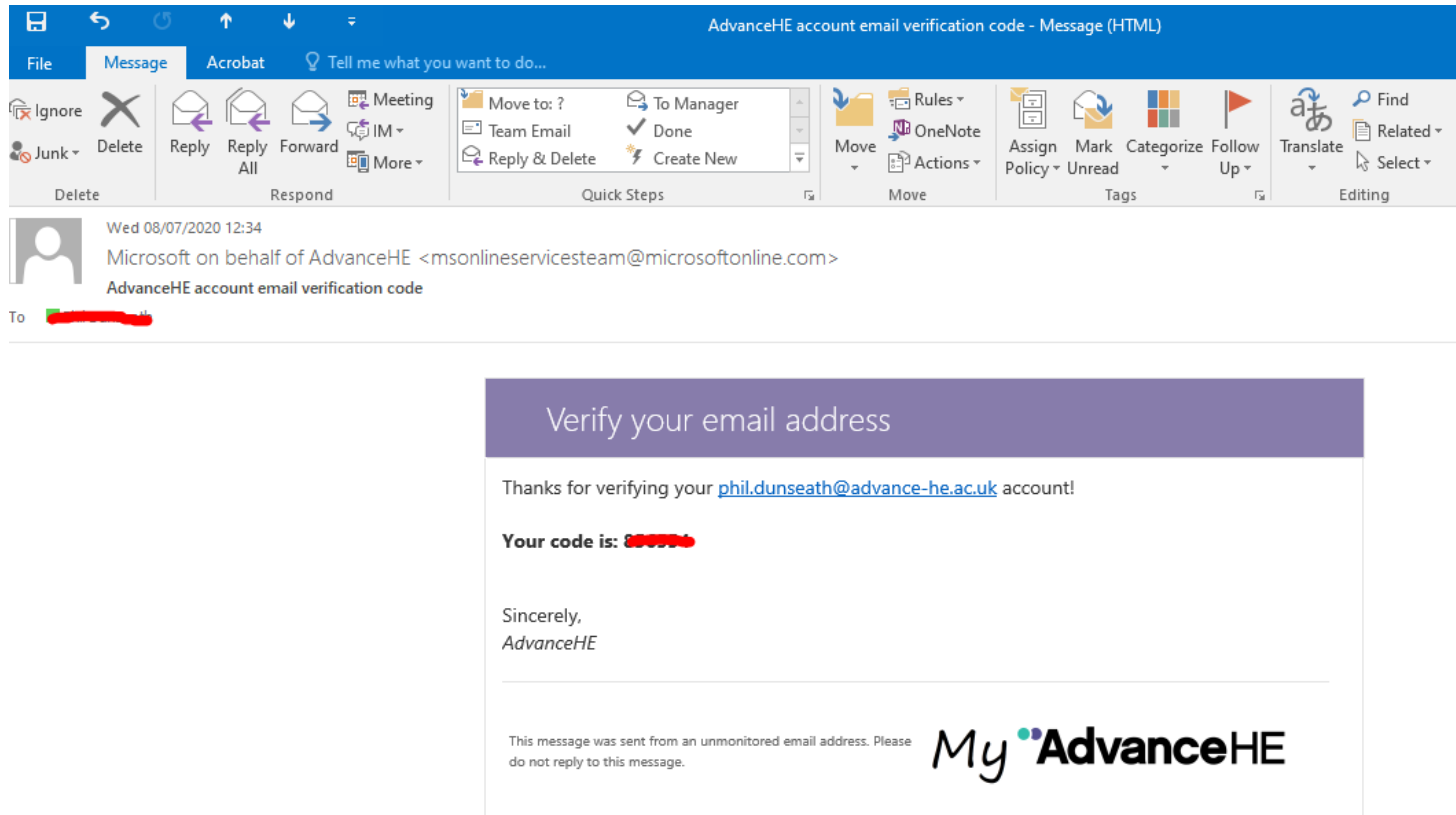 AdvanceHE account email verification code - Message (HTML)
File Message Acrobat Tell me what you want to do...
Ignore
Junk
Delete
Reply
Reply All
Forward
Meeting
IM
More
Move to: ?
Team Email
Reply & Delete
To Manager
Done
Create New
Move
Rules
OneNote
Actions
Assign Policy
Mark Unread
Categorize
Follow Up
Translate
Find
Related
Select
Delete Respond Quick Steps Move Tags Editing
Wed 08/07/2020 12:34
Microsoft on behalf of AdvanceHE <msonlineservicesteam@microsoftonline.com>
AdvanceHE account email verification code
To
Verify your email address
Thanks for verifying your phil.dunseath@advance-he.ac.uk account!
Your code is:
Sincerely,
AdvanceHE
This message was sent from an unmonitored email address. Please
do not reply to this message.
My AdvanceHE